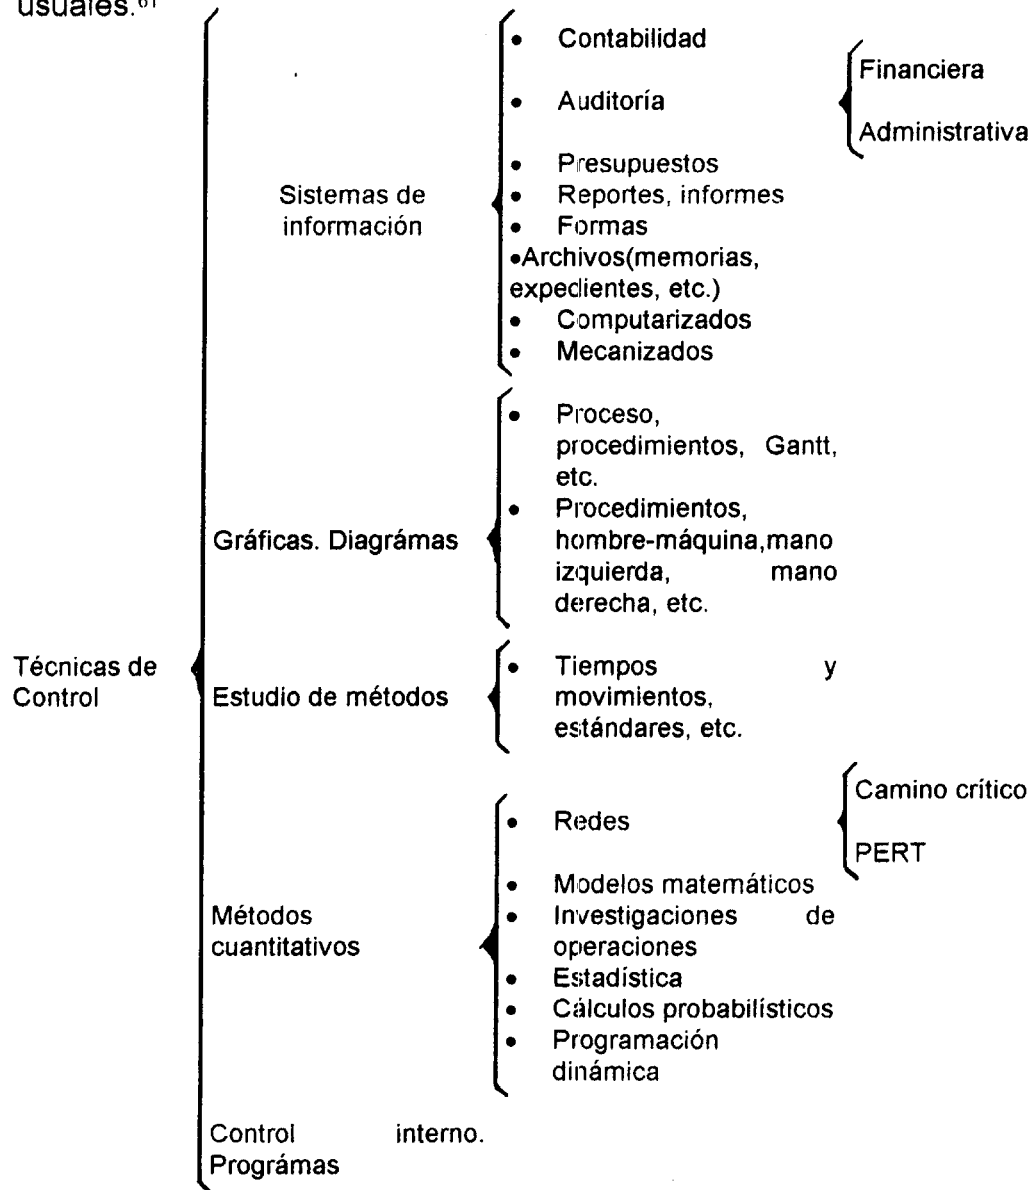 usuales.⁶¹
Técnicas de
Control
Sistemas de
información
• Contabilidad
• Auditoría
Financiera
Administrativa
• Presupuestos
• Reportes, informes
• Formas
•Archivos(memorias,
expedientes, etc.)
• Computarizados
• Mecanizados
Gráficas. Diagrámas
• Proceso,
procedimientos, Gantt,
etc.
• Procedimientos,
hombre-máquina,mano
izquierda, mano
derecha, etc.
Estudio de métodos
• Tiempos y
movimientos,
estándares, etc.
Métodos
cuantitativos
• Redes
Camino crítico
PERT
• Modelos matemáticos
• Investigaciones de
operaciones
• Estadística
• Cálculos probabilísticos
• Programación
dinámica
Control interno.
Prográmas